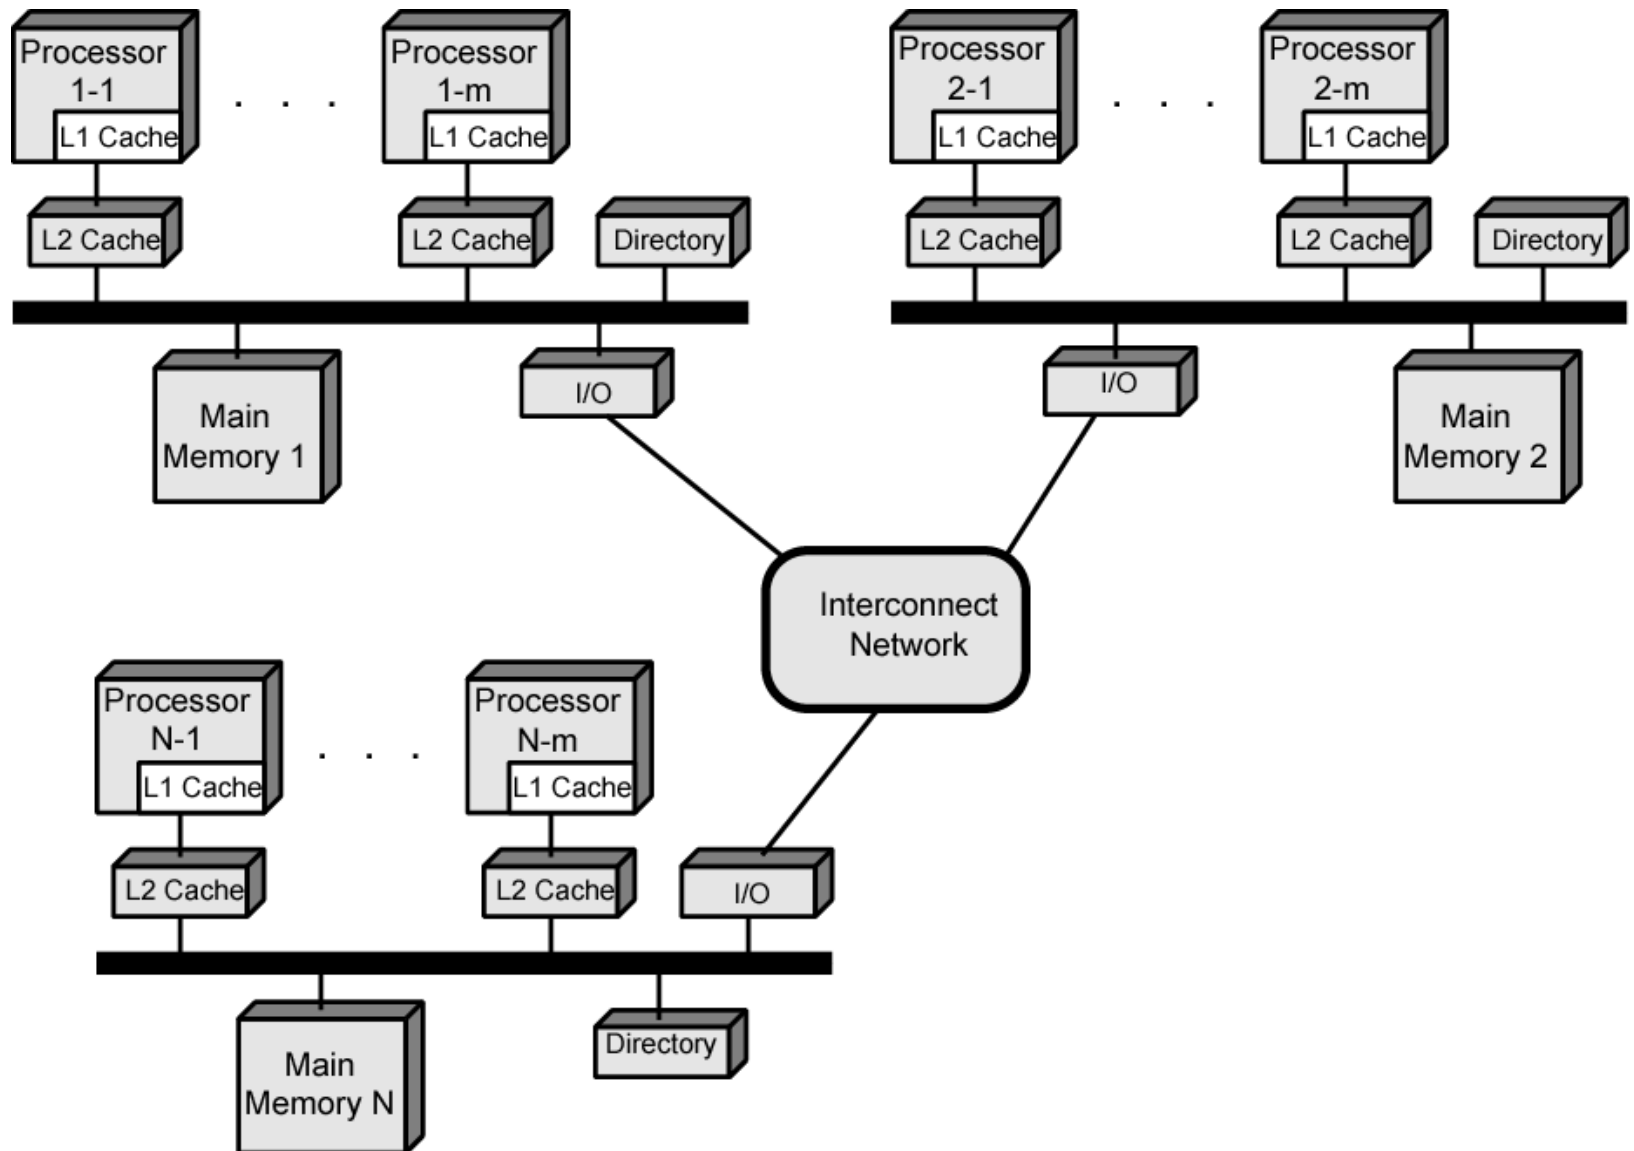 Processor
1-1
L1 Cache
. . .
Processor
1-m
L1 Cache
L2 Cache
L2 Cache
Directory
Main
Memory 1
I/O
Processor
2-1
L1 Cache
. . .
Processor
2-m
L1 Cache
L2 Cache
L2 Cache
Directory
I/O
Main
Memory 2
Interconnect
Network
Processor
N-1
L1 Cache
. . .
Processor
N-m
L1 Cache
L2 Cache
L2 Cache
I/O
Main
Memory N
Directory